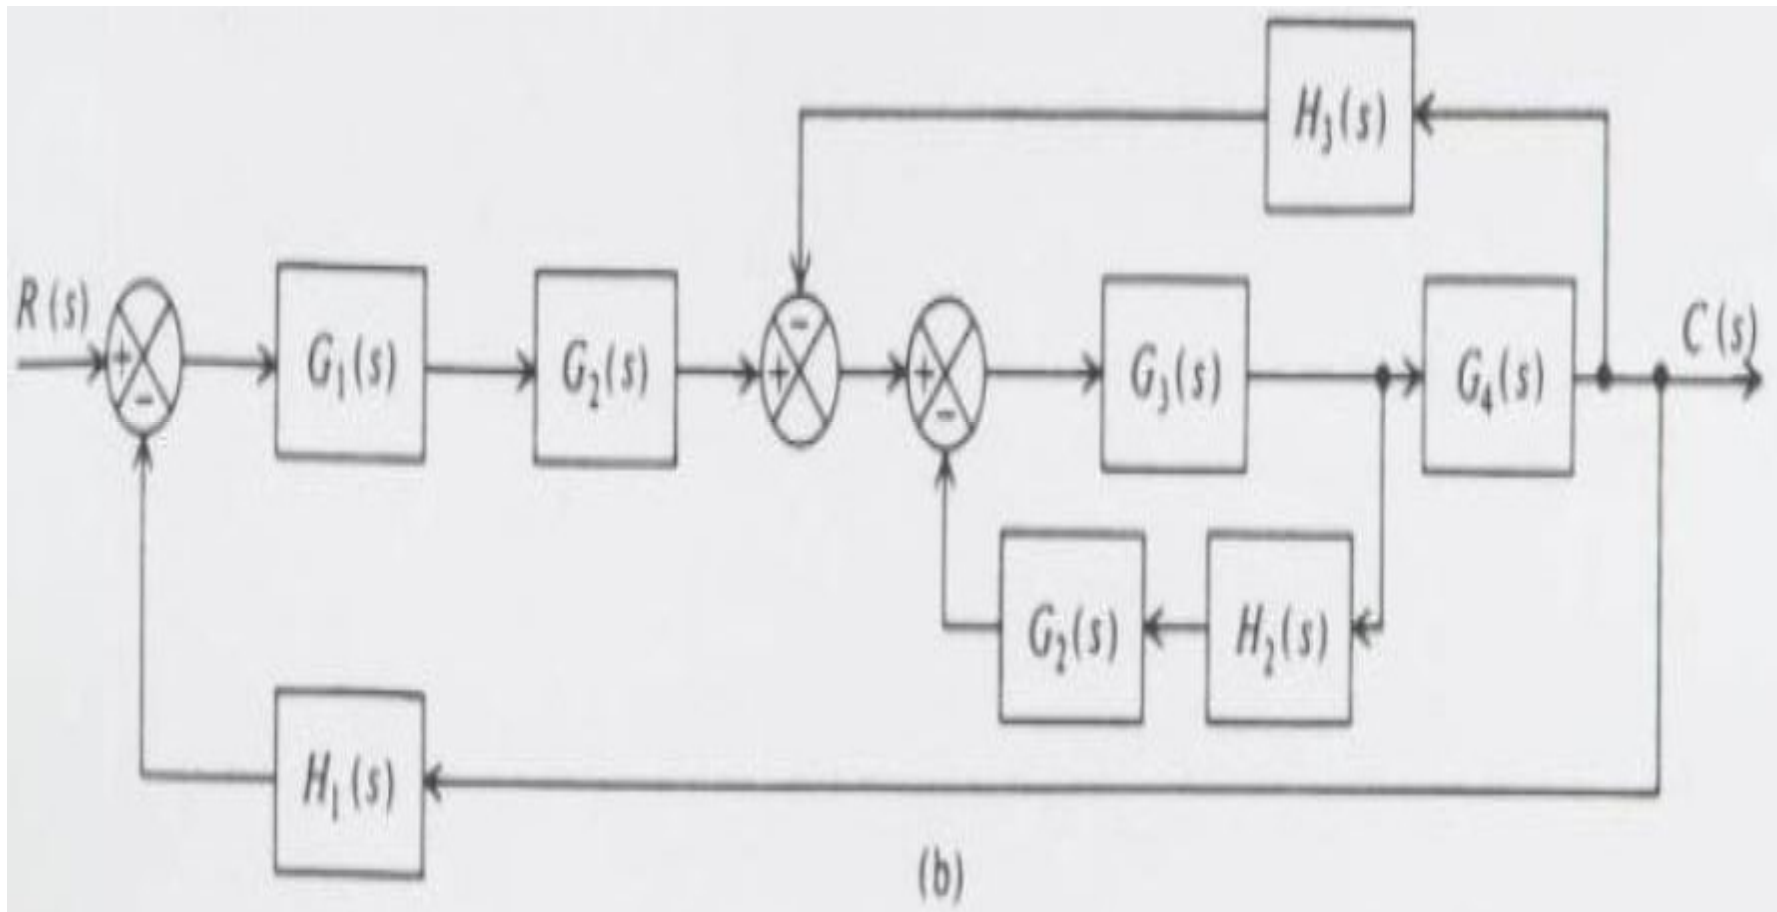 H₃(s)
R(s)
+
-
G₁(s)
G₂(s)
-
+
+
-
G₃(s)
G₄(s)
C(s)
G₂(s)
H₂(s)
H₁(s)
(b)